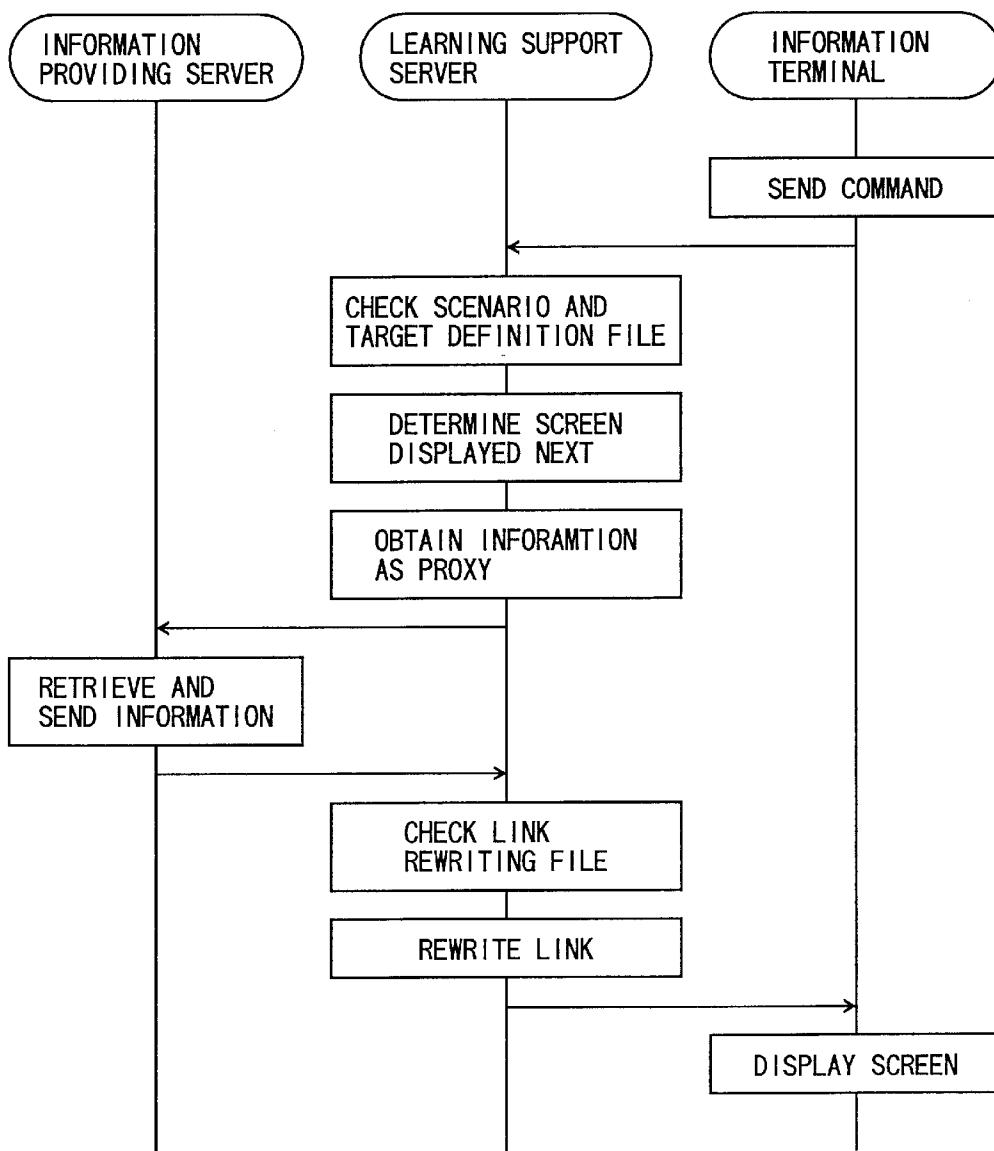 INFORMATION
PROVIDING SERVER
LEARNING SUPPORT
SERVER
INFORMATION
TERMINAL
SEND COMMAND
CHECK SCENARIO AND
TARGET DEFINITION FILE
DETERMINE SCREEN
DISPLAYED NEXT
OBTAIN INFORAMTION
AS PROXY
RETRIEVE AND
SEND INFORMATION
CHECK LINK
REWRITING FILE
REWRITE LINK
DISPLAY SCREEN